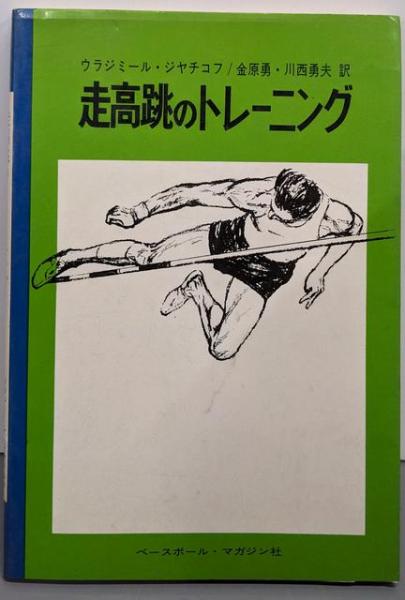 ウラジミール・ジヤチコフ/金原勇・川西勇夫 訳
走高跳のトレーニング
ベースボール・マガジン社